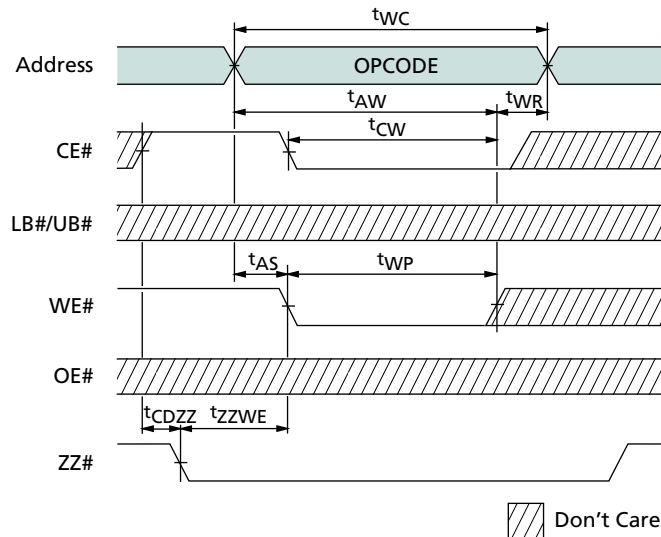 tWC
Address OPCODE
tAW tWR
tCW
CE#
LB#/UB#
tAS tWP
WE#
OE#
tCDZZ tZZWE
ZZ#
Don't Care